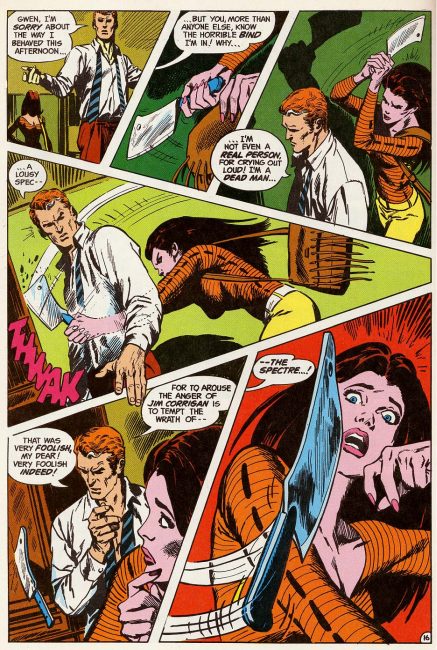 GWEN, I'M
SORRY ABOUT
THE WAY I
BEHAVED THIS
AFTERNOON...
...BUT YOU, MORE THAN
ANYONE ELSE, KNOW
THE HORRIBLE BIND
I'M IN! WHY...
...I'M
NOT EVEN A
REAL PERSON,
FOR CRYING OUT
LOUD! I'M A
DEAD MAN...
...A
LOUSY
SPEC--
THWAK
THAT WAS
VERY FOOLISH,
MY DEAR!
VERY FOOLISH
INDEED!
FOR TO AROUSE
THE ANGER OF
JIM CORRIGAN IS
TO TEMPT THE
WRATH OF--
--THE
SPECTRE...!
16